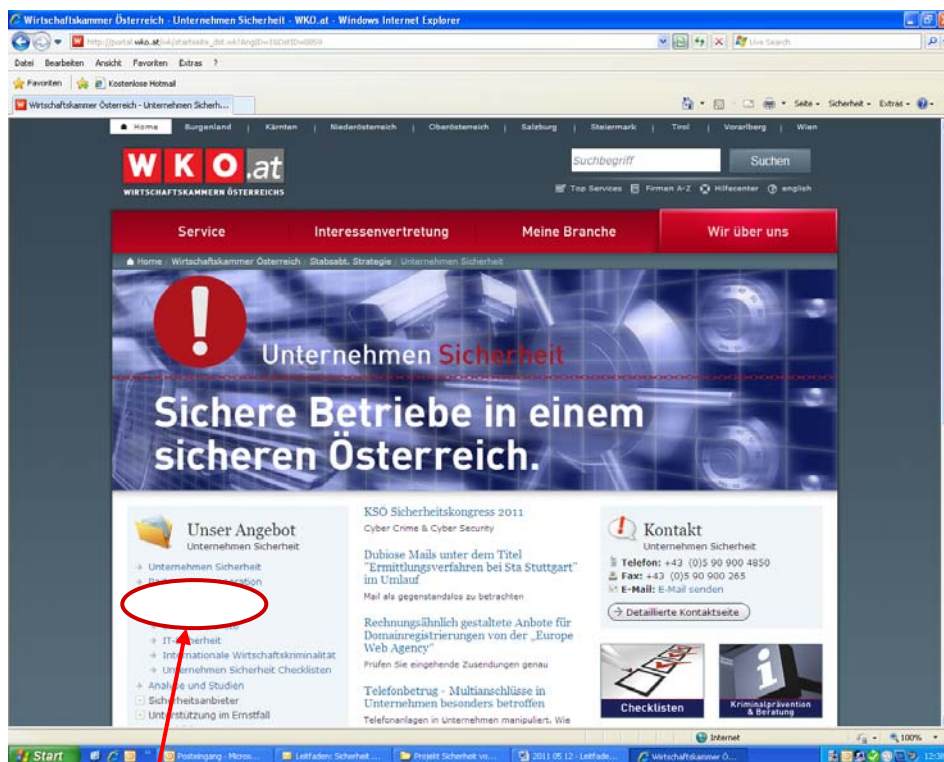 Wirtschaftskammer Österreich - Unternehmen Sicherheit - WKO.at - Windows Internet Explorer
Live Search
Datei Bearbeiten Ansicht Favoriten Extras ?
Favoriten Kostenlose Hotmail
Wirtschaftskammer Österreich - Unternehmen Sicherh... Seite Sicherheit Extras
Home Burgenland | Kärnten | Niederösterreich | Oberösterreich | Salzburg | Steiermark | Tirol | Vorarlberg | Wien
WKO.at
WIRTSCHAFTSKAMMERN ÖSTERREICHS
Suchbegriff Suchen
Top Services Firmen A-Z Hilfecenter english
Service Interessenvertretung Meine Branche Wir über uns
Home / Wirtschaftskammer Österreich / Stabsabt. Strategie / Unternehmen Sicherheit
! Unternehmen Sicherheit
Sichere Betriebe in einem
sicheren Österreich.
Unser Angebot
Unternehmen Sicherheit
Unternehmen Sicherheit
IT-Sicherheit
Internationale Wirtschaftskriminalität
Unternehmen Sicherheit Checklisten
Analyse und Studien
Sicherheitsanbieter
Unterstützung im Ernstfall
KSÖ Sicherheitskongress 2011
Cyber Crime & Cyber Security
Dubiose Mails unter dem Titel
"Ermittlungsverfahren bei Sta Stuttgart"
im Umlauf
Mail als gegenstandslos zu betrachten
Rechnungsähnlich gestaltete Anbote für
Domainregistrierungen von der „Europe
Web Agency"
Prüfen Sie eingehende Zusendungen genau
Telefonbetrug - Multianschlüsse in
Unternehmen besonders betroffen
Telefonanlagen in Unternehmen manipuliert. Wie
Kontakt
Unternehmen Sicherheit
Telefon: +43 (0)5 90 900 4850
Fax: +43 (0)5 90 900 265
E-Mail: E-Mail senden
Detaillierte Kontaktseite
Checklisten
Kriminalprävention
& Beratung
Internet 100%
Start Posteingang - Micros... Leitfaden: Sicherheit ... Projekt Sicherheit vo... 2011 05 12 - Leitfade... Wirtschaftskammer Ö... 12:38